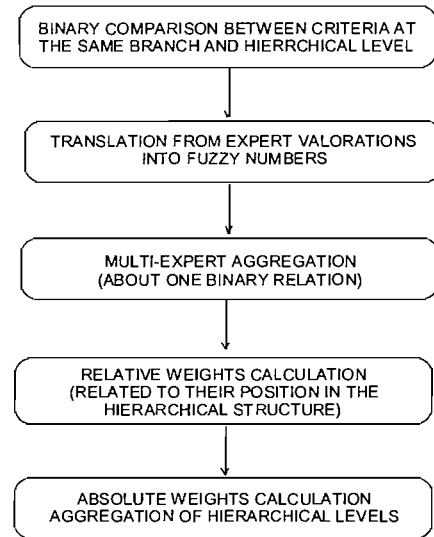 BINARY COMPARISON BETWEEN CRITERIA AT
THE SAME BRANCH AND HIERRCHICAL LEVEL
TRANSLATION FROM EXPERT VALORATIONS
INTO FUZZY NUMBERS
MULTI-EXPERT AGGREGATION
(ABOUT ONE BINARY RELATION)
RELATIVE WEIGHTS CALCULATION
(RELATED TO THEIR POSITION IN THE
HIERARCHICAL STRUCTURE)
ABSOLUTE WEIGHTS CALCULATION
AGGREGATION OF HIERARCHICAL LEVELS